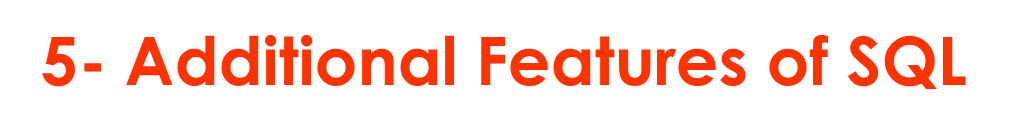 5- Additional Features of SQL